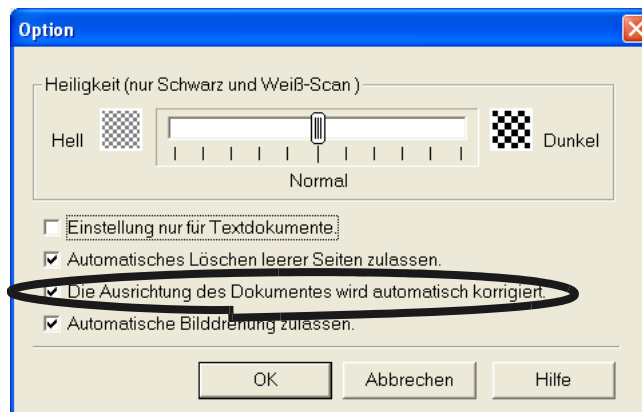 Option
Heiligkeit (nur Schwarz und Weiß-Scan )
Hell
Dunkel
Normal
Einstellung nur für Textdokumente.
Automatisches Löschen leerer Seiten zulassen.
Die Ausrichtung des Dokumentes wird automatisch korrigiert.
Automatische Bilddrehung zulassen.
OK
Abbrechen
Hilfe